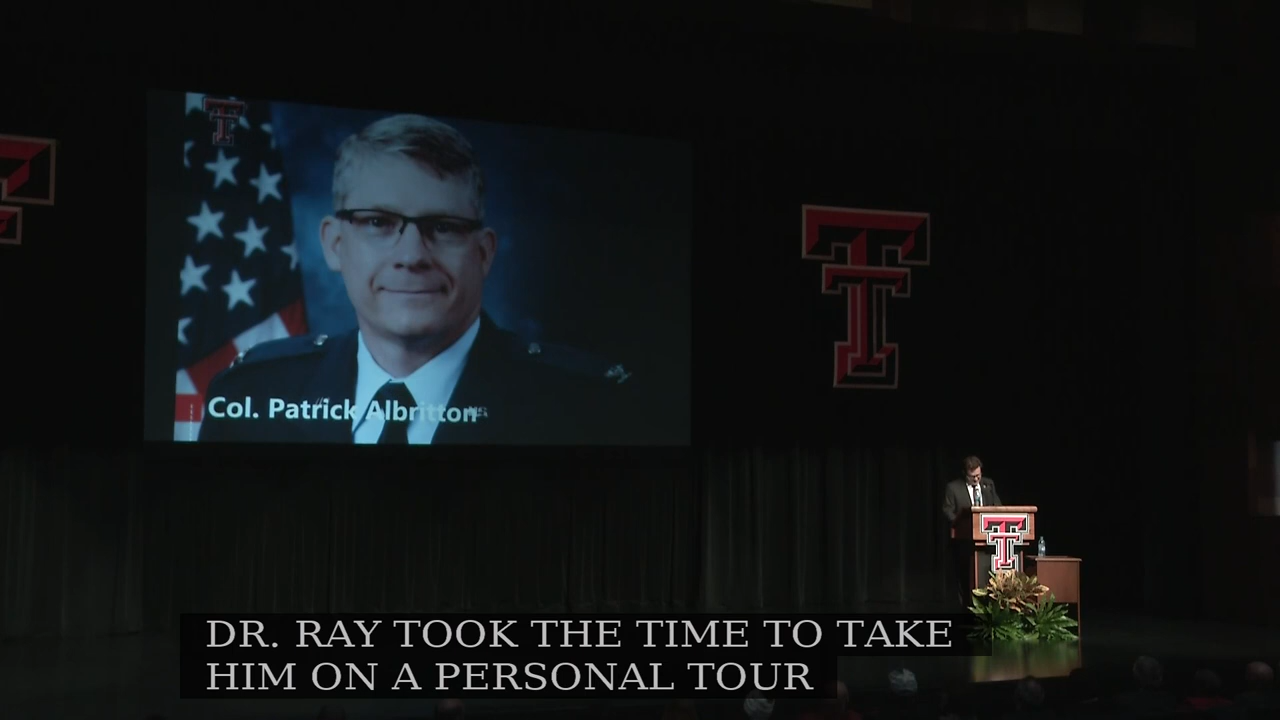 Col. Patrick Albritton
DR. RAY TOOK THE TIME TO TAKE
HIM ON A PERSONAL TOUR